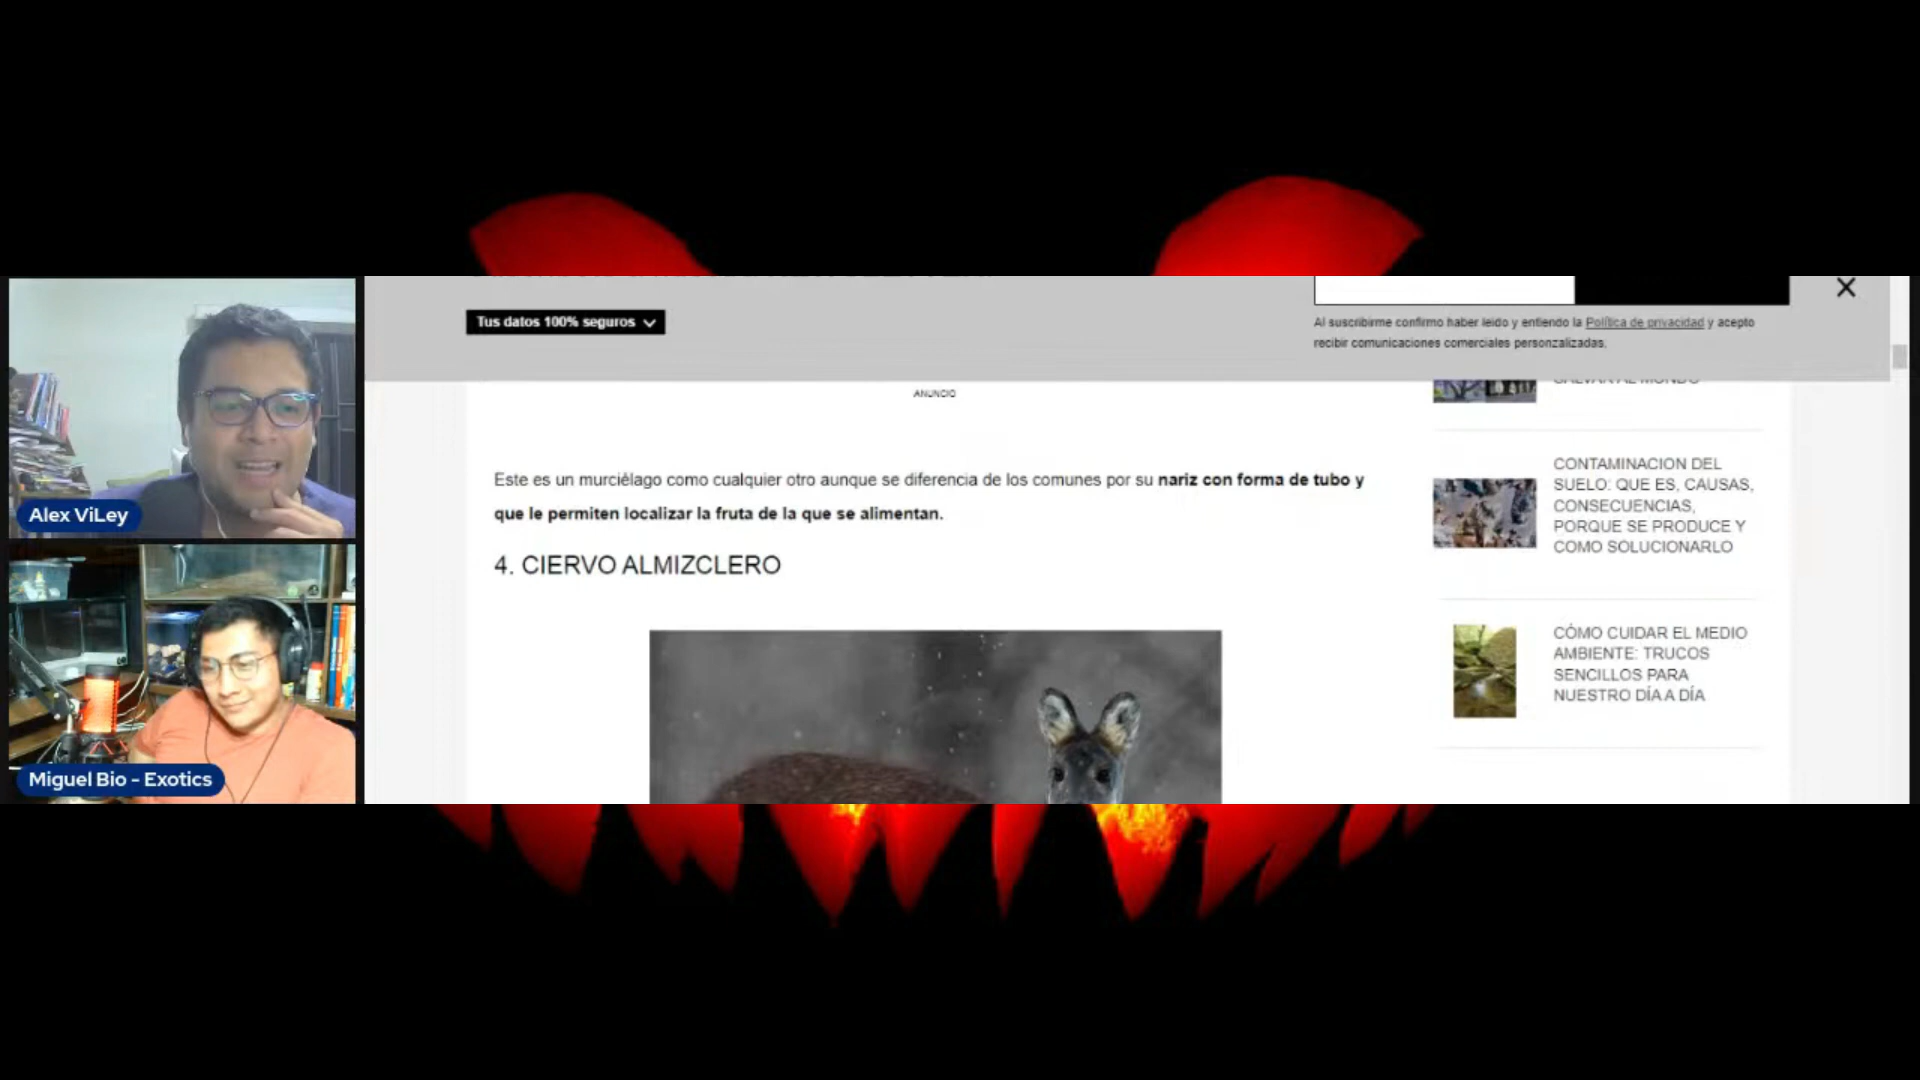 Tus datos 100% seguros
Al suscribirme confirmo haber leído y entiendo la Política de privacidad y acepto
recibir comunicaciones comerciales personzalizadas.
ANUNCIO
SALVAR AL MUNDO
Este es un murciélago como cualquier otro aunque se diferencia de los comunes por su nariz con forma de tubo y
que le permiten localizar la fruta de la que se alimentan.
4. CIERVO ALMIZCLERO
CONTAMINACION DEL
SUELO: QUE ES, CAUSAS,
CONSECUENCIAS,
PORQUE SE PRODUCE Y
COMO SOLUCIONARLO
CÓMO CUIDAR EL MEDIO
AMBIENTE: TRUCOS
SENCILLOS PARA
NUESTRO DÍA A DÍA
Alex ViLey
Miguel Bio - Exotics